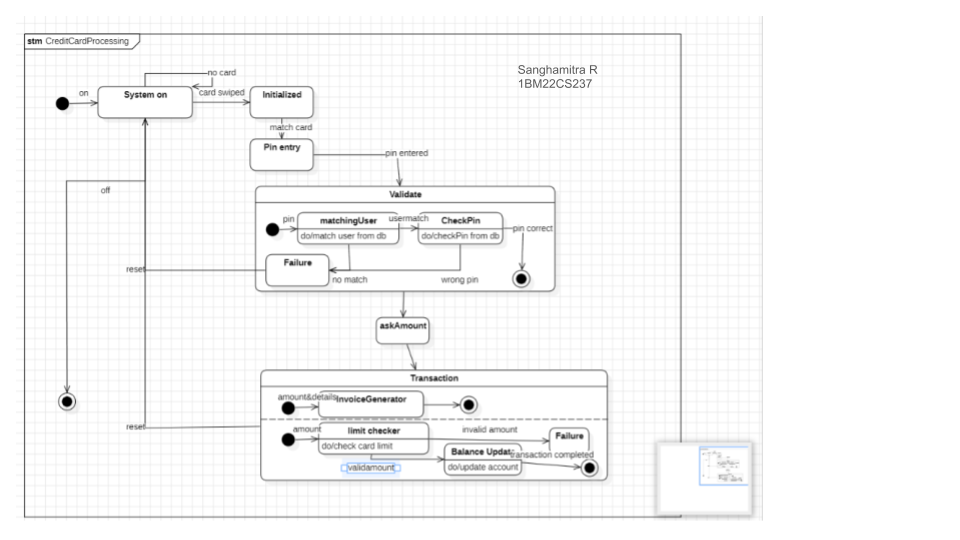 stm CreditCardProcessing
Sanghamitra R
1BM22CS237
no card
on
System on
card swiped
Initialized
match card
Pin entry
pin entered
off
Validate
pin
matchingUser
usermatch
CheckPin
do/match user from db
do/checkPin from db
pin correct
Failure
reset
no match
wrong pin
askAmount
Transaction
amount&details
InvoiceGenerator
reset
amount
limit checker
invalid amount
Failure
do/check card limit
Balance Updat
transaction completed
validamount
do/update account